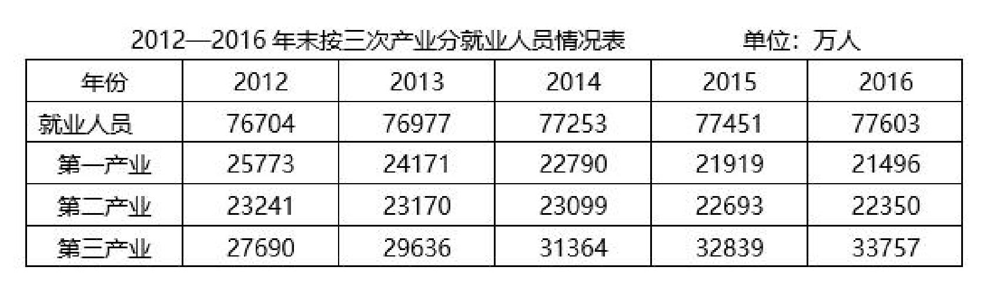 2012—2016 年末按三次产业分就业人员情况表 单位：万人
年份 2012 2013 2014 2015 2016
就业人员 76704 76977 77253 77451 77603
第一产业 25773 24171 22790 21919 21496
第二产业 23241 23170 23099 22693 22350
第三产业 27690 29636 31364 32839 33757